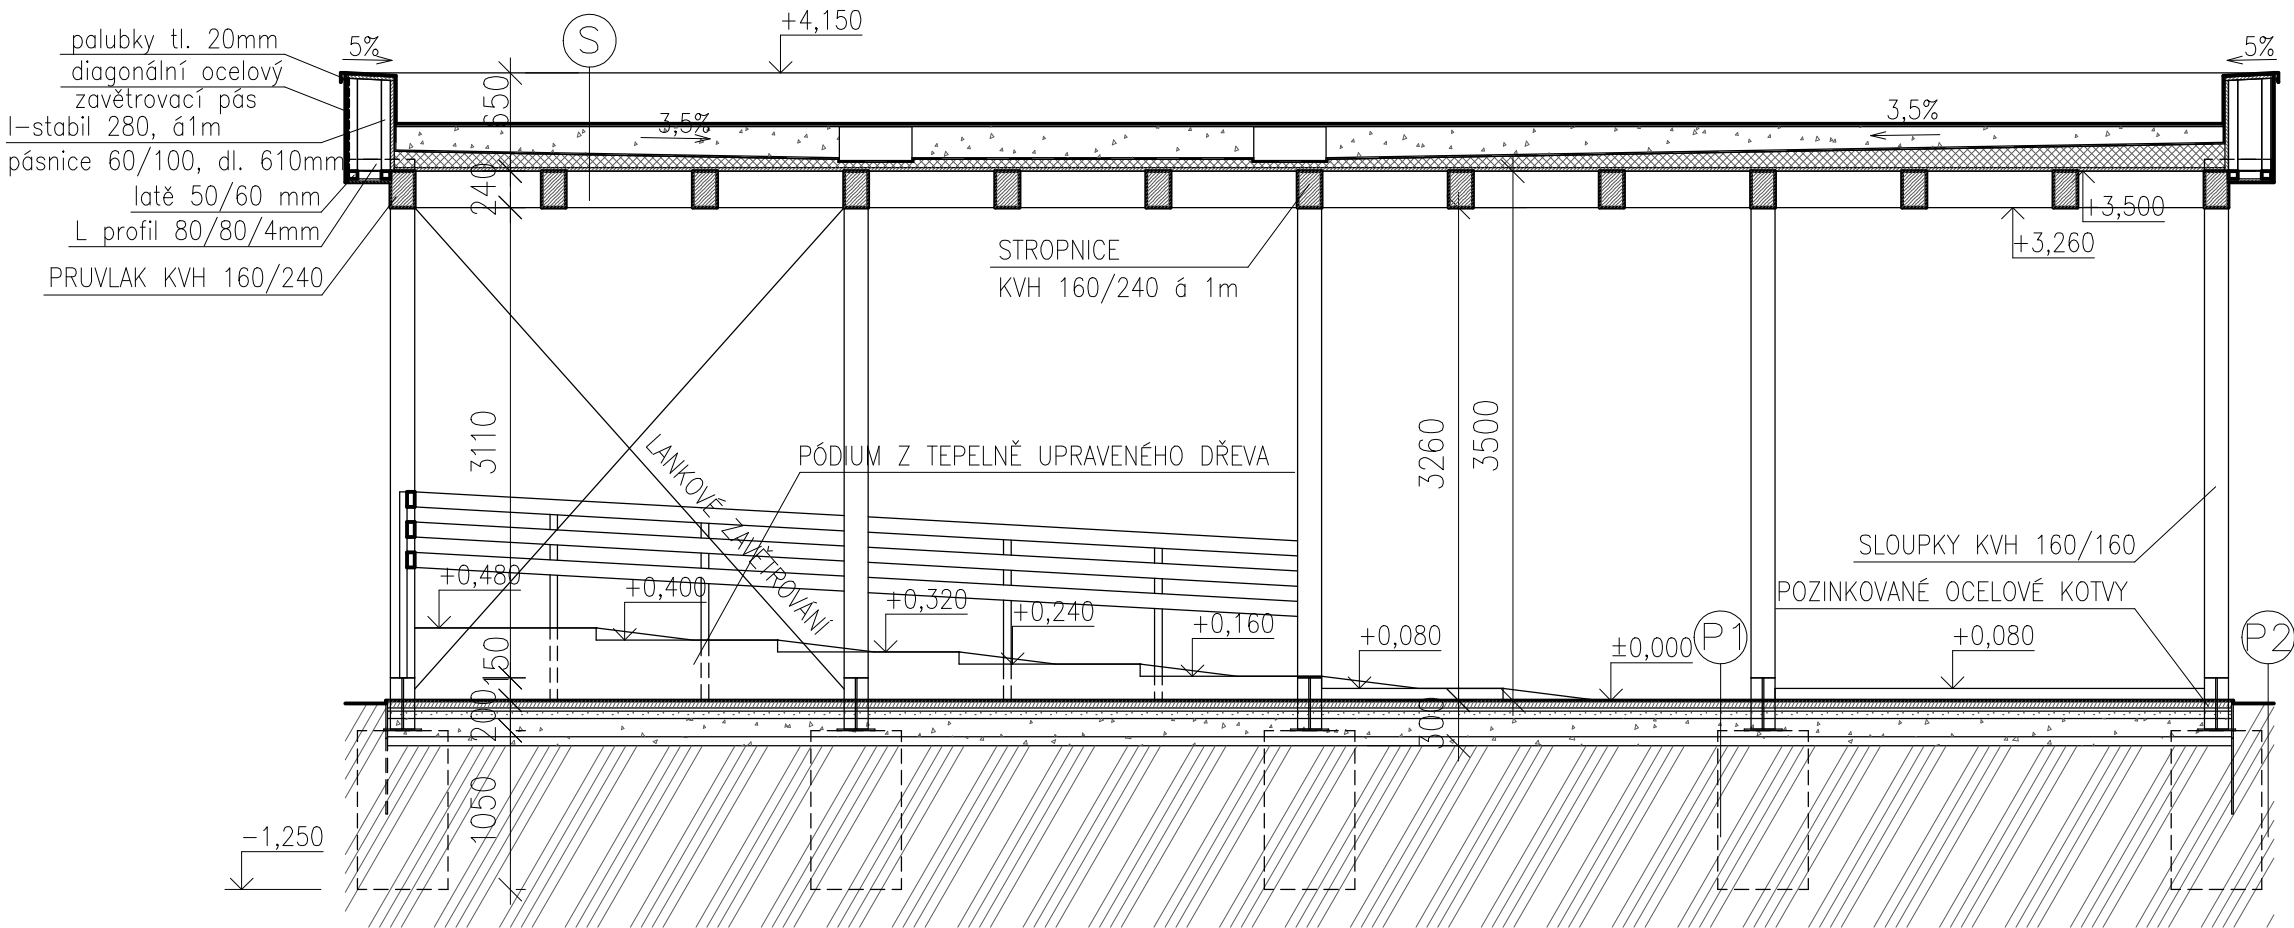 +4,150
S
palubky tl. 20mm
5%
5%
diagonální ocelový
zavětrovací pás
650
I-stabil 280, á1m
3,5%
3,5%
pásnice 60/100, dl. 610mm
latě 50/60 mm
240
+3,500
L profil 80/80/4mm
+3,260
STROPNICE
KVH 160/240 á 1m
PRUVLAK KVH 160/240
3110
3260
3500
LANKOVÉ ZAVĚTROVÁNÍ
PÓDIUM Z TEPELNĚ UPRAVENÉHO DŘEVA
SLOUPKY KVH 160/160
POZINKOVANÉ OCELOVÉ KOTVY
+0,480
+0,400
+0,320
+0,240
+0,160
+0,080
±0,000
P1
+0,080
P2
150
200
300
1050
-1,250